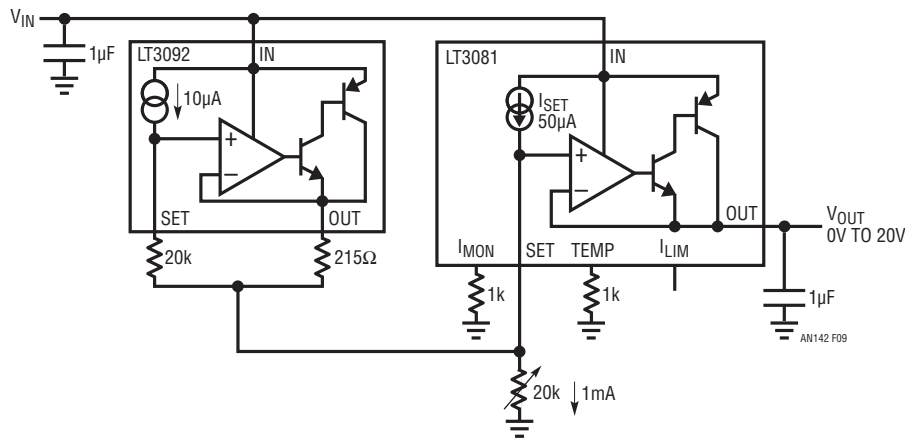 VIN
1µF
LT3092
IN
10µA
+
–
SET
OUT
20k
215Ω
LT3081
IN
ISET
50µA
+
–
OUT
IMON
SET
TEMP
ILIM
1k
1k
VOUT
0V TO 20V
1µF
AN142 F09
20k
1mA